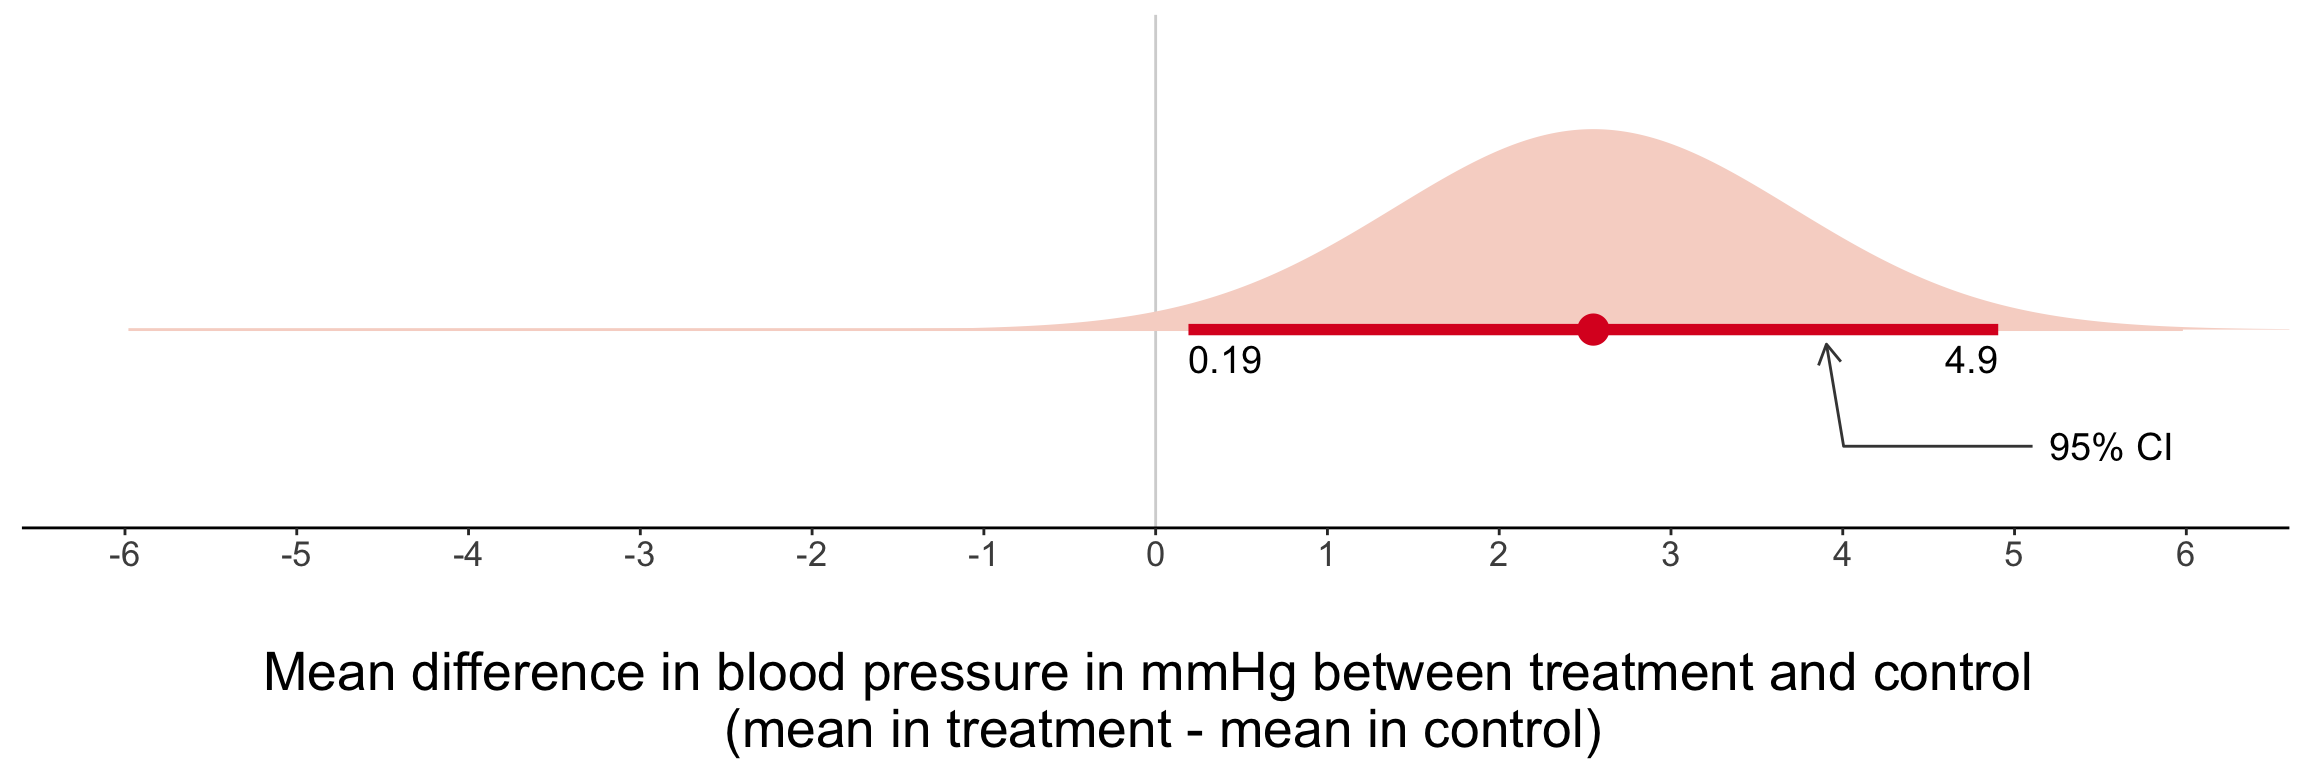 0.19 4.9
95% CI
-6 -5 -4 -3 -2 -1 0 1 2 3 4 5 6
Mean difference in blood pressure in mmHg between treatment and control
(mean in treatment - mean in control)